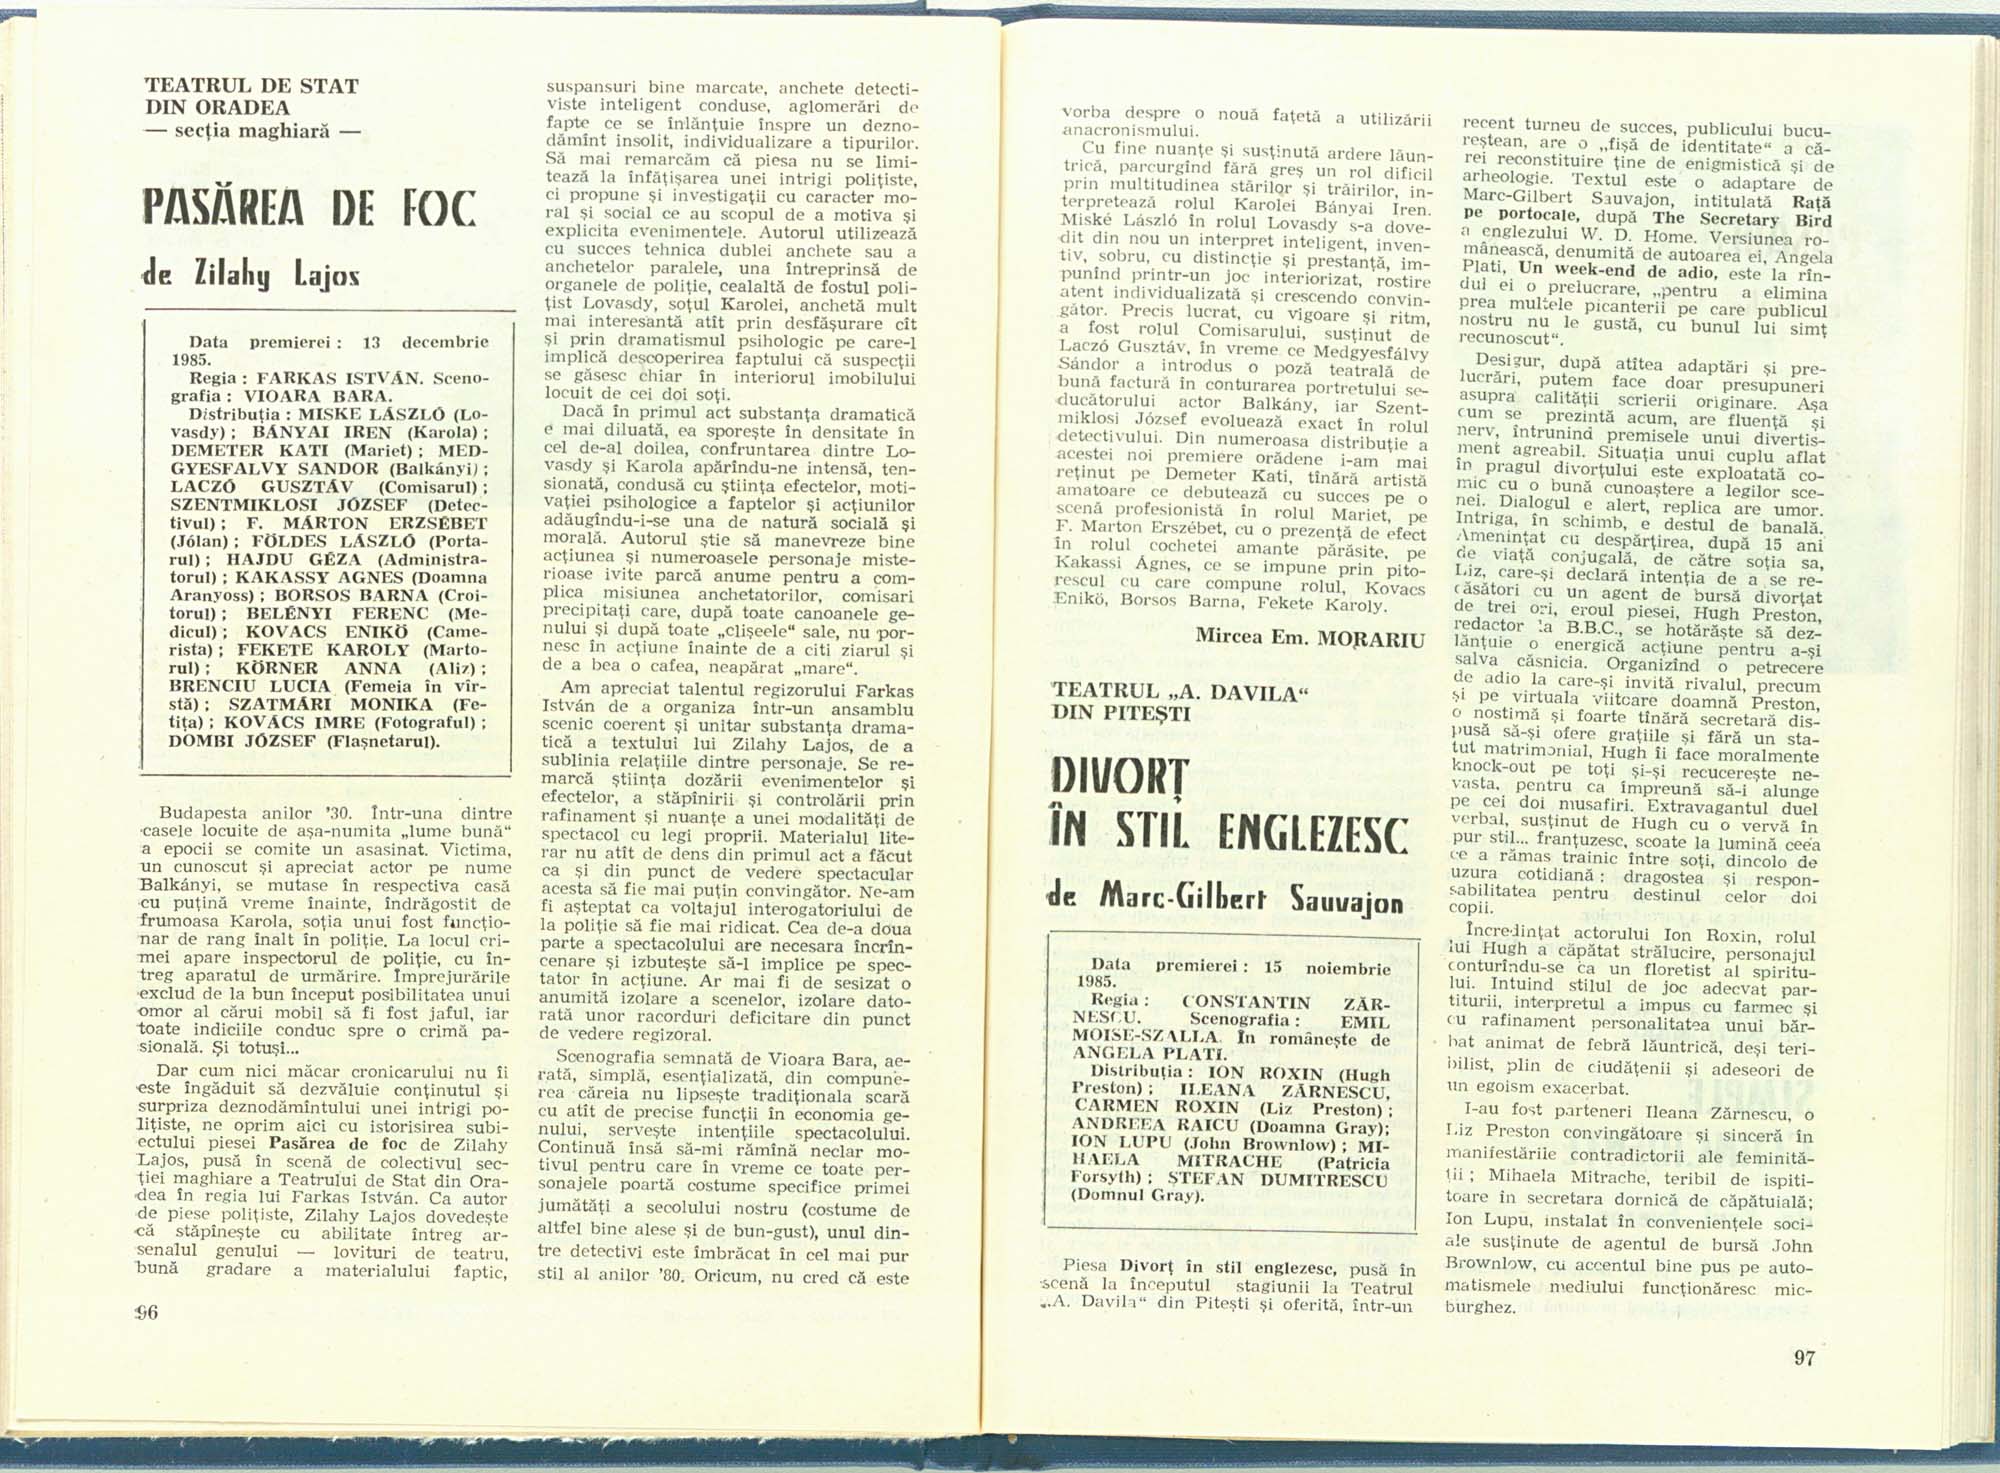 TEATRUL DE STAT
DIN ORADEA
— secția maghiară —
PASĂREA DE FOC
de Zilahy Lajos
Data premierei : 13 decembrie
1985.
Regia : FARKAS ISTVÁN. Sceno-
grafia : VIOARA BARA.
Distribuția : MISKE LÁSZLÓ (Lo-
vasdy) ; BÁNYAI IREN (Karola) ;
DEMETER KATI (Mariet) ; MED-
GYESFALVY SANDOR (Balkányi) ;
LACZÓ GUSZTÁV (Comisarul) ;
SZENTMIKLOSI JÓZSEF (Detec-
tivul) ; F. MÁRTON ERZSÉBET
(Jólan) ; FÖLDES LÁSZLÓ (Porta-
rul) ; HAJDU GÉZA (Administra-
torul) ; KAKASSY AGNES (Doamna
Aranyoss) ; BORSOS BARNA (Croi-
torul) ; BELÉNYI FERENC (Me-
dicul) ; KOVACS ENIKÖ (Came-
rista) ; FEKETE KAROLY (Marto-
rul) ; KÖRNER ANNA (Aliz) ;
BRENCIU LUCIA (Femeia în vîr-
stă) ; SZATMÁRI MONIKA (Fe-
tița) ; KOVÁCS IMRE (Fotograful) ;
DOMBI JÓZSEF (Flașnetarul).
Budapesta anilor '30. Într-una dintre
casele locuite de așa-numita „lume bună“
a epocii se comite un asasinat. Victima,
un cunoscut și apreciat actor pe nume
Balkányi, se mutase în respectiva casă
cu puțină vreme înainte, îndrăgostit de
frumoasa Karola, soția unui fost funcțio-
nar de rang înalt în poliție. La locul cri-
mei apare inspectorul de poliție, cu în-
treg aparatul de urmărire. Împrejurările
exclud de la bun început posibilitatea unui
omor al cărui mobil să fi fost jaful, iar
toate indiciile conduc spre o crimă pa-
sională. Și totuși...
Dar cum nici măcar cronicarului nu îi
este îngăduit să dezvăluie conținutul și
surpriza deznodămîntului unei intrigi po-
lițiste, ne oprim aici cu istorisirea subi-
ectului piesei Pasărea de foc de Zilahy
Lajos, pusă în scenă de colectivul sec-
ției maghiare a Teatrului de Stat din Ora-
dea în regia lui Farkas István. Ca autor
de piese polițiste, Zilahy Lajos dovedește
că stăpînește cu abilitate întreg ar-
senalul genului — lovituri de teatru,
bună gradare a materialului faptic,
96
suspansuri bine marcate, anchete detecti-
viste inteligent conduse, aglomerări de
fapte ce se înlănțuie înspre un dezno-
dămînt insolit, individualizare a tipurilor.
Să mai remarcăm că piesa nu se limi-
tează la înfățișarea unei intrigi polițiste,
ci propune și investigații cu caracter mo-
ral și social ce au scopul de a motiva și
explicita evenimentele. Autorul utilizează
cu succes tehnica dublei anchete sau a
anchetelor paralele, una întreprinsă de
organele de poliție, cealaltă de fostul poli-
țist Lovasdy, soțul Karolei, anchetă mult
mai interesantă atît prin desfășurare cît
și prin dramatismul psihologic pe care-l
implică descoperirea faptului că suspecții
se găsesc chiar în interiorul imobilului
locuit de cei doi soți.
Dacă în primul act substanța dramatică
e mai diluată, ea sporește în densitate în
cel de-al doilea, confruntarea dintre Lo-
vasdy și Karola apărîndu-ne intensă, ten-
sionată, condusă cu știința efectelor, moti-
vației psihologice a faptelor și acțiunilor
adăugîndu-i-se una de natură socială și
morală. Autorul știe să manevreze bine
acțiunea și numeroasele personaje miste-
rioase ivite parcă anume pentru a com-
plica misiunea anchetatorilor, comisari
precipitați care, după toate canoanele ge-
nului și după toate „clișeele“ sale, nu por-
nesc în acțiune înainte de a citi ziarul și
de a bea o cafea, neapărat „mare“.
Am apreciat talentul regizorului Farkas
István de a organiza într-un ansamblu
scenic coerent și unitar substanța drama-
tică a textului lui Zilahy Lajos, de a
sublinia relațiile dintre personaje. Se re-
marcă știința dozării evenimentelor și
efectelor, a stăpînirii și controlării prin
rafinament și nuanțe a unei modalități de
spectacol cu legi proprii. Materialul lite-
rar nu atît de dens din primul act a făcut
ca și din punct de vedere spectacular
acesta să fie mai puțin convingător. Ne-am
fi așteptat ca voltajul interogatoriului de
la poliție să fie mai ridicat. Cea de-a doua
parte a spectacolului are necesara încrîn-
cenare și izbutește să-l implice pe spec-
tator în acțiune. Ar mai fi de sesizat o
anumită izolare a scenelor, izolare dato-
rată unor racorduri deficitare din punct
de vedere regizoral.
Scenografia semnată de Vioara Bara, ae-
rată, simplă, esențializată, din compune-
rea căreia nu lipsește tradiționala scară
cu atît de precise funcții în economia ge-
nului, servește intențiile spectacolului.
Continuă însă să-mi rămînă neclar mo-
tivul pentru care în vreme ce toate per-
sonajele poartă costume specifice primei
jumătăți a secolului nostru (costume de
altfel bine alese și de bun-gust), unul din-
tre detectivi este îmbrăcat în cel mai pur
stil al anilor '80. Oricum, nu cred că este
vorba despre o nouă fațetă a utilizării
anacronismului.
Cu fine nuanțe și susținută ardere lăun-
trică, parcurgînd fără greș un rol dificil
prin multitudinea stărilor și trăirilor, in-
terpretează rolul Karolei Bányai Iren.
Miské László în rolul Lovasdy s-a dove-
dit din nou un interpret inteligent, inven-
tiv, sobru, cu distincție și prestanță, im-
punînd printr-un joc interiorizat, rostire
atent individualizată și crescendo convin-
gător. Precis lucrat, cu vigoare și ritm,
a fost rolul Comisarului, susținut de
Laczó Gusztáv, în vreme ce Medgyesfálvy
Sándor a introdus o poză teatrală de
bună factură în conturarea portretului se-
ducătorului actor Balkány, iar Szent-
miklosi József evoluează exact în rolul
detectivului. Din numeroasa distribuție a
acestei noi premiere orădene i-am mai
reținut pe Demeter Kati, tînără artistă
amatoare ce debutează cu succes pe o
scenă profesionistă în rolul Mariet, pe
F. Marton Erszébet, cu o prezență de efect
în rolul cochetei amante părăsite, pe
Kakassi Ágnes, ce se impune prin pito-
rescul cu care compune rolul, Kovacs
Enikö, Borsos Barna, Fekete Karoly.
Mircea Em. MORARIU
TEATRUL „A. DAVILA“
DIN PITEȘTI
DIVORȚ
ÎN STIL ENGLEZESC
de Marc-Gilbert Sauvajon
Data premierei : 15 noiembrie
1985.
Regia : CONSTANTIN ZĂR-
NESCU. Scenografia : EMIL
MOISE-SZALLA. În românește de
ANGELA PLATI.
Distribuția : ION ROXIN (Hugh
Preston) ; ILEANA ZĂRNESCU,
CARMEN ROXIN (Liz Preston) ;
ANDREEA RAICU (Doamna Gray);
ION LUPU (John Brownlow) ; MI-
HAELA MITRACHE (Patricia
Forsyth) ; ȘTEFAN DUMITRESCU
(Domnul Gray).
Piesa Divorț în stil englezesc, pusă în
scenă la începutul stagiunii la Teatrul
„A. Davila“ din Pitești și oferită, într-un
recent turneu de succes, publicului bucu-
reștean, are o „fișă de identitate“ a că-
rei reconstituire ține de enigmistică și de
arheologie. Textul este o adaptare de
Marc-Gilbert Sauvajon, intitulată Rață
pe portocale, după The Secretary Bird
a englezului W. D. Home. Versiunea ro-
mânească, denumită de autoarea ei, Angela
Plati, Un week-end de adio, este la rîn-
dul ei o prelucrare, „pentru a elimina
prea multele picanterii pe care publicul
nostru nu le gustă, cu bunul lui simț
recunoscut“.
Desigur, după atîtea adaptări și pre-
lucrări, putem face doar presupuneri
asupra calității scrierii originare. Așa
cum se prezintă acum, are fluență și
nerv, întrunind premisele unui divertis-
ment agreabil. Situația unui cuplu aflat
în pragul divorțului este exploatată co-
mic cu o bună cunoaștere a legilor sce-
nei. Dialogul e alert, replica are umor.
Intriga, în schimb, e destul de banală.
Amenințat cu despărțirea, după 15 ani
de viață conjugală, de către soția sa,
Liz, care-și declară intenția de a se re-
căsători cu un agent de bursă divorțat
de trei ori, eroul piesei, Hugh Preston,
redactor la B.B.C., se hotărăște să dez-
lănțuie o energică acțiune pentru a-și
salva căsnicia. Organizînd o petrecere
de adio la care-și invită rivalul, precum
și pe virtuala viitoare doamnă Preston,
o nostimă și foarte tînără secretară dis-
pusă să-și ofere grațiile și fără un sta-
tut matrimonial, Hugh îi face moralmente
knock-out pe toți și-și recucerește ne-
vasta, pentru ca împreună să-i alunge
pe cei doi musafiri. Extravagantul duel
verbal, susținut de Hugh cu o vervă în
pur stil... franțuzesc, scoate la lumină ceea
ce a rămas trainic între soți, dincolo de
uzura cotidiană : dragostea și respon-
sabilitatea pentru destinul celor doi
copii.
Încredințat actorului Ion Roxin, rolul
lui Hugh a căpătat strălucire, personajul
conturîndu-se ca un floretist al spiritu-
lui. Intuind stilul de joc adecvat par-
titurii, interpretul a impus cu farmec și
cu rafinament personalitatea unui băr-
bat animat de febră lăuntrică, deși teri-
bilist, plin de ciudățenii și adeseori de
un egoism exacerbat.
I-au fost parteneri Ileana Zărnescu, o
Liz Preston convingătoare și sinceră în
manifestările contradictorii ale feminită-
ții ; Mihaela Mitrache, teribil de ispiti-
toare în secretara dornică de căpătuială;
Ion Lupu, instalat în conveniențele soci-
ale susținute de agentul de bursă John
Brownlow, cu accentul bine pus pe auto-
matismele mediului funcționăresc mic-
burghez.
97